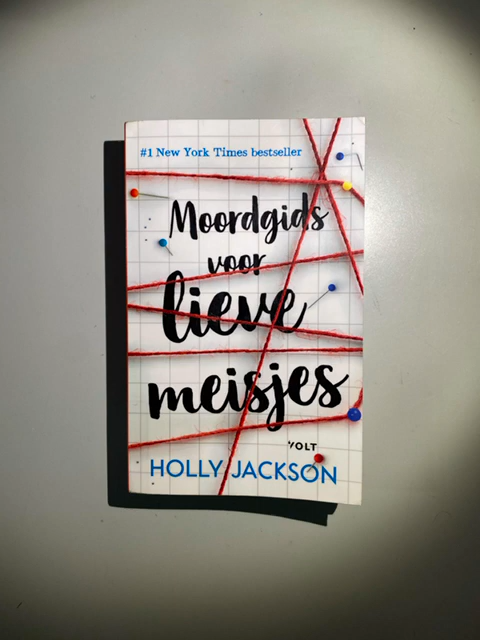 #1 New York Times bestseller
Moordgids
voor
lieve
meisjes
VOLT
HOLLY JACKSON